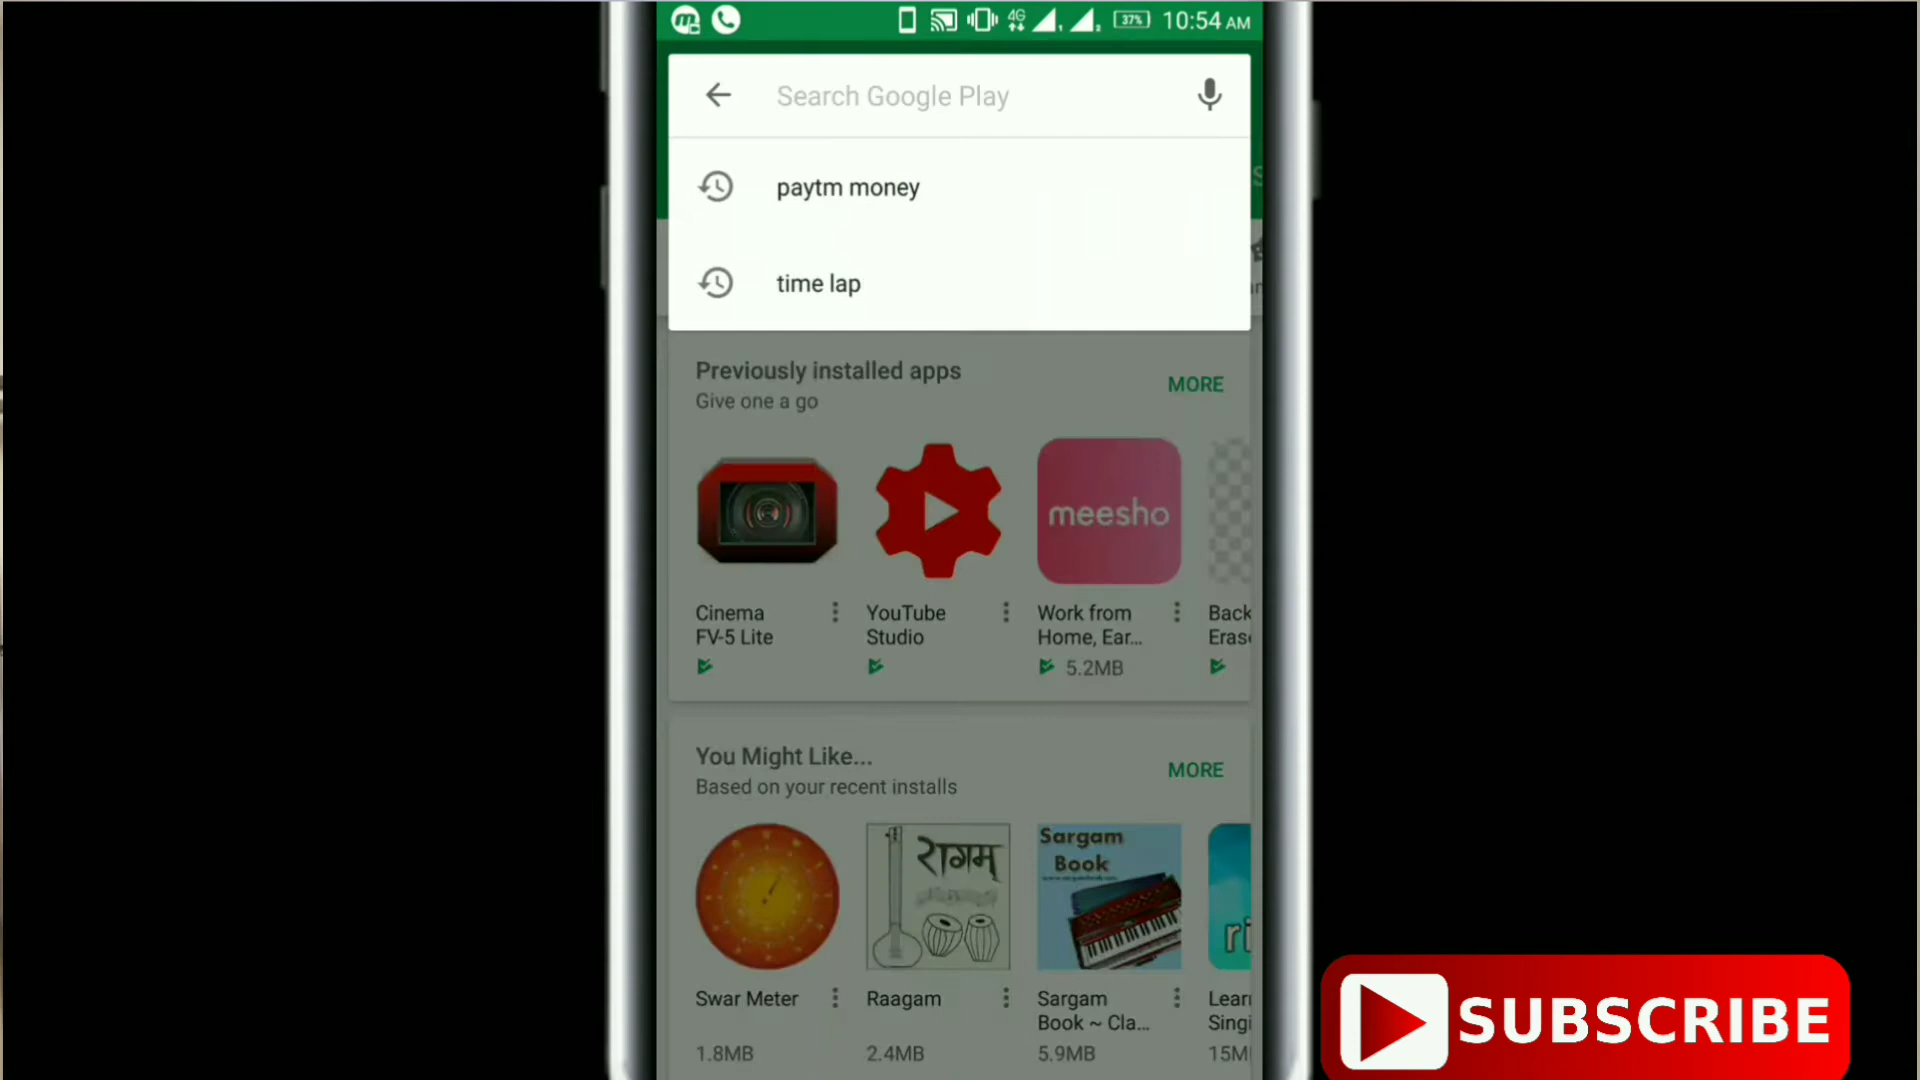 4G 37% 10:54 AM
Search Google Play
paytm money
time lap
Previously installed apps
MORE
Give one a go
meesho
Cinema
FV-5 Lite
YouTube
Studio
Work from
Home, Ear...
5.2MB
Back
Eras
You Might Like...
MORE
Based on your recent installs
रागम
Sargam
Book
ri
Swar Meter
1.8MB
Raagam
2.4MB
Sargam
Book ~ Cla...
5.9MB
Lear
Singi
15M
SUBSCRIBE